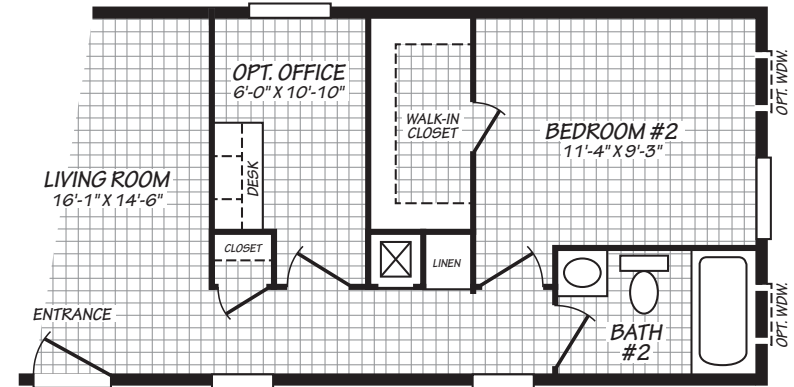 OPT. OFFICE
6'-0" X 10'-10"
DESK
CLOSET
WALK-IN
CLOSET
LINEN
BEDROOM #2
11'-4" X 9'-3"
OPT. WDW.
LIVING ROOM
16'-1" X 14'-6"
ENTRANCE
BATH
#2
OPT. WDW.